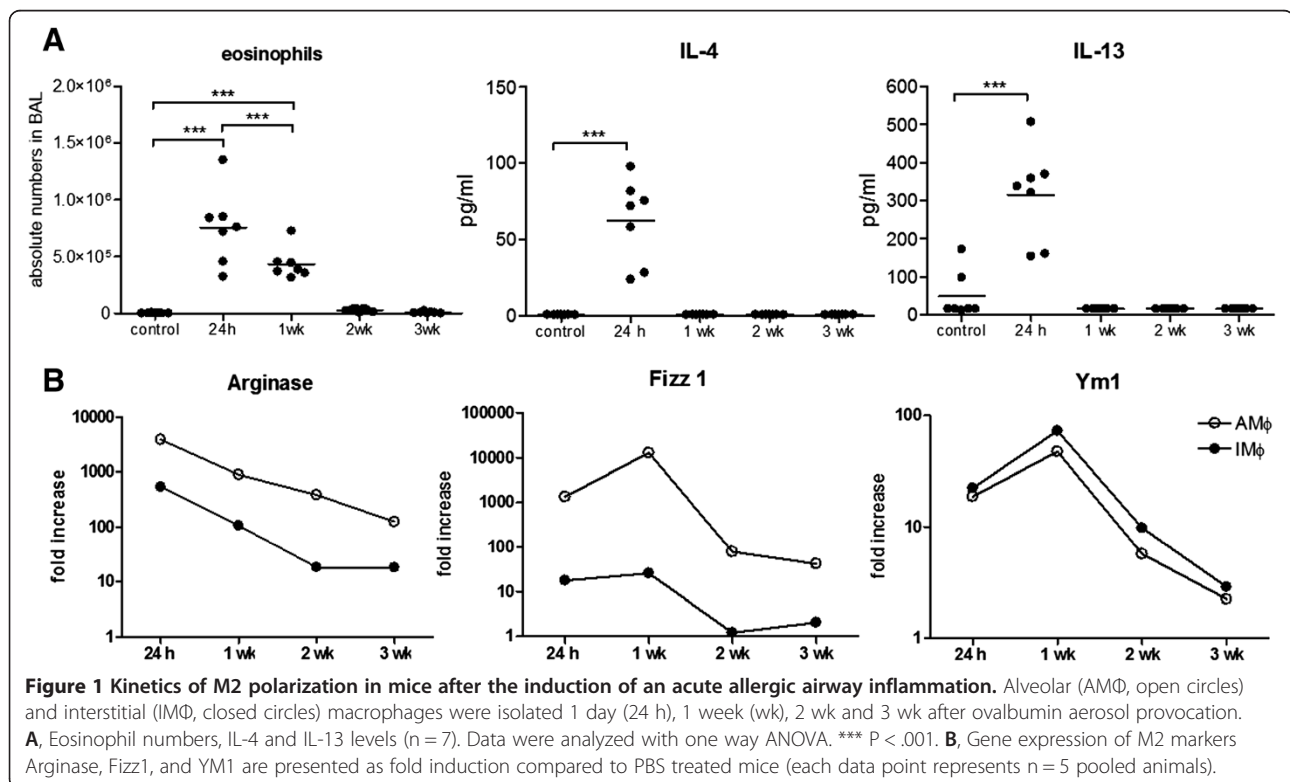 A
eosinophils
absolute numbers in BAL
2.0×10⁶
1.5×10⁶
1.0×10⁶
5.0×10⁵
0
***
***
***
control 24h 1wk 2wk 3wk
IL-4
pg/ml
150
100
50
0
***
control 24 h 1 wk 2 wk 3 wk
IL-13
pg/ml
600
500
400
300
200
100
0
***
control 24 h 1 wk 2 wk 3 wk
B
Arginase
fold increase
10000
1000
100
10
1
24 h 1 wk 2 wk 3 wk
Fizz 1
fold increase
100000
10000
1000
100
10
1
24 h 1 wk 2 wk 3 wk
Ym1
fold increase
100
10
1
AMϕ
IMϕ
24 h 1 wk 2 wk 3 wk
Figure 1 Kinetics of M2 polarization in mice after the induction of an acute allergic airway inflammation. Alveolar (AMΦ, open circles)
and interstitial (IMΦ, closed circles) macrophages were isolated 1 day (24 h), 1 week (wk), 2 wk and 3 wk after ovalbumin aerosol provocation.
A, Eosinophil numbers, IL-4 and IL-13 levels (n = 7). Data were analyzed with one way ANOVA. *** P < .001. B, Gene expression of M2 markers
Arginase, Fizz1, and YM1 are presented as fold induction compared to PBS treated mice (each data point represents n = 5 pooled animals).